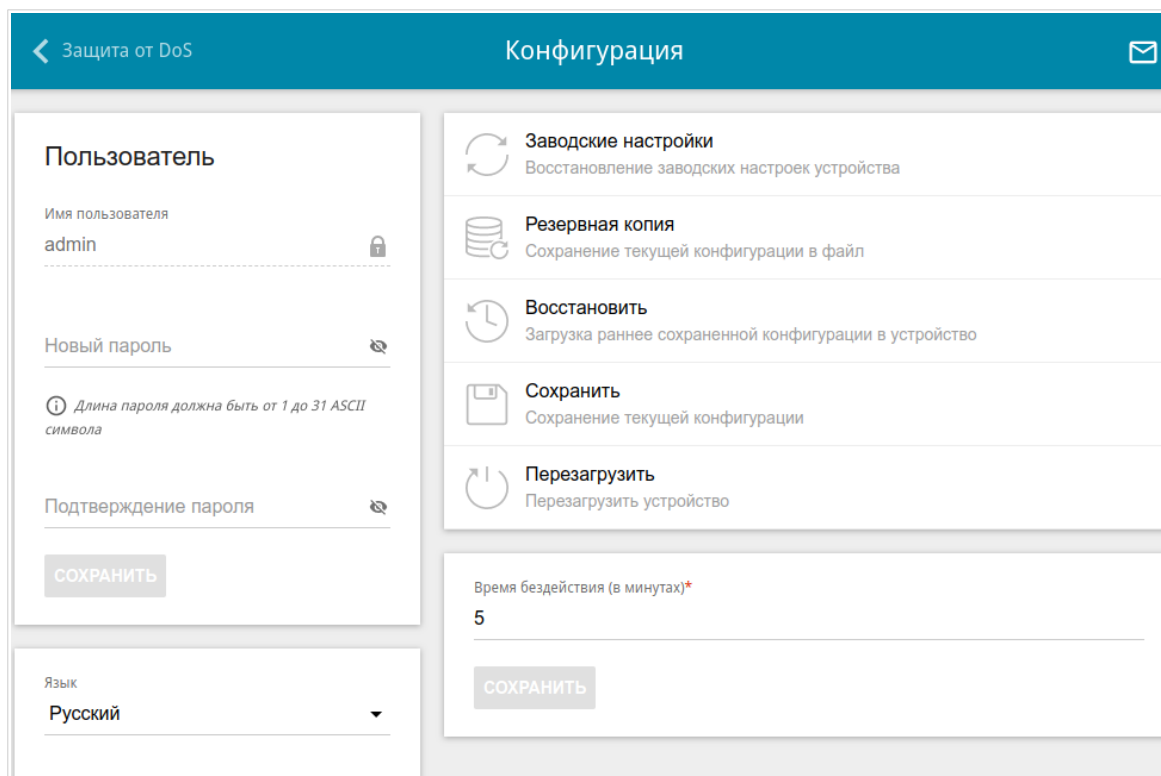 Защита от DoS
Конфигурация
Пользователь
Имя пользователя
admin
Новый пароль
Длина пароля должна быть от 1 до 31 ASCII
символа
Подтверждение пароля
СОХРАНИТЬ
Язык
Русский
Заводские настройки
Восстановление заводских настроек устройства
Резервная копия
Сохранение текущей конфигурации в файл
Восстановить
Загрузка раннее сохраненной конфигурации в устройство
Сохранить
Сохранение текущей конфигурации
Перезагрузить
Перезагрузить устройство
Время бездействия (в минутах)*
5
СОХРАНИТЬ